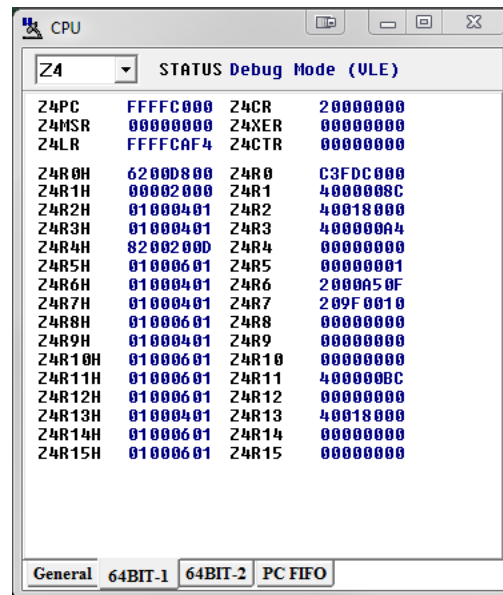 CPU
Z4 STATUS Debug Mode (VLE)
Z4PC FFFFC000 Z4CR 20000000
Z4MSR 00000000 Z4XER 00000000
Z4LR FFFFCAF4 Z4CTR 00000000
Z4R0H 6200D800 Z4R0 C3FDC000
Z4R1H 00002000 Z4R1 4000008C
Z4R2H 01000401 Z4R2 40018000
Z4R3H 01000401 Z4R3 400000A4
Z4R4H 8200200D Z4R4 00000000
Z4R5H 01000601 Z4R5 00000001
Z4R6H 01000401 Z4R6 2000A50F
Z4R7H 01000401 Z4R7 209F0010
Z4R8H 01000601 Z4R8 00000000
Z4R9H 01000401 Z4R9 00000000
Z4R10H 01000601 Z4R10 00000000
Z4R11H 01000601 Z4R11 400000BC
Z4R12H 01000601 Z4R12 00000000
Z4R13H 01000401 Z4R13 40018000
Z4R14H 01000601 Z4R14 00000000
Z4R15H 01000601 Z4R15 00000000
General 64BIT-1 64BIT-2 PC FIFO